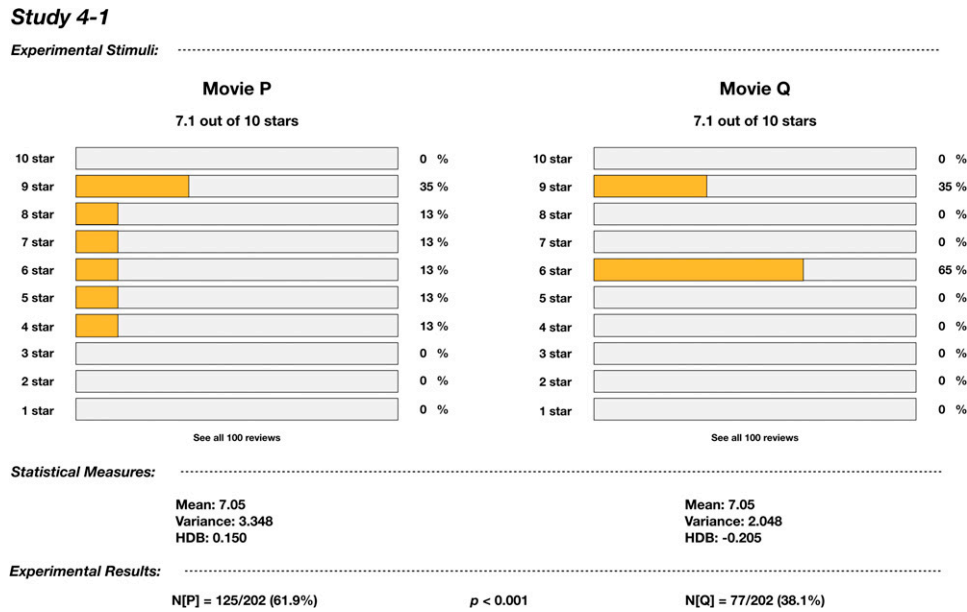 Study 4-1
Experimental Stimuli:
Movie P
7.1 out of 10 stars
10 star 0 %
9 star 35 %
8 star 13 %
7 star 13 %
6 star 13 %
5 star 13 %
4 star 13 %
3 star 0 %
2 star 0 %
1 star 0 %
See all 100 reviews
Movie Q
7.1 out of 10 stars
10 star 0 %
9 star 35 %
8 star 0 %
7 star 0 %
6 star 65 %
5 star 0 %
4 star 0 %
3 star 0 %
2 star 0 %
1 star 0 %
See all 100 reviews
Statistical Measures:
Mean: 7.05
Variance: 3.348
HDB: 0.150
Mean: 7.05
Variance: 2.048
HDB: -0.205
Experimental Results:
N[P] = 125/202 (61.9%) p < 0.001 N[Q] = 77/202 (38.1%)